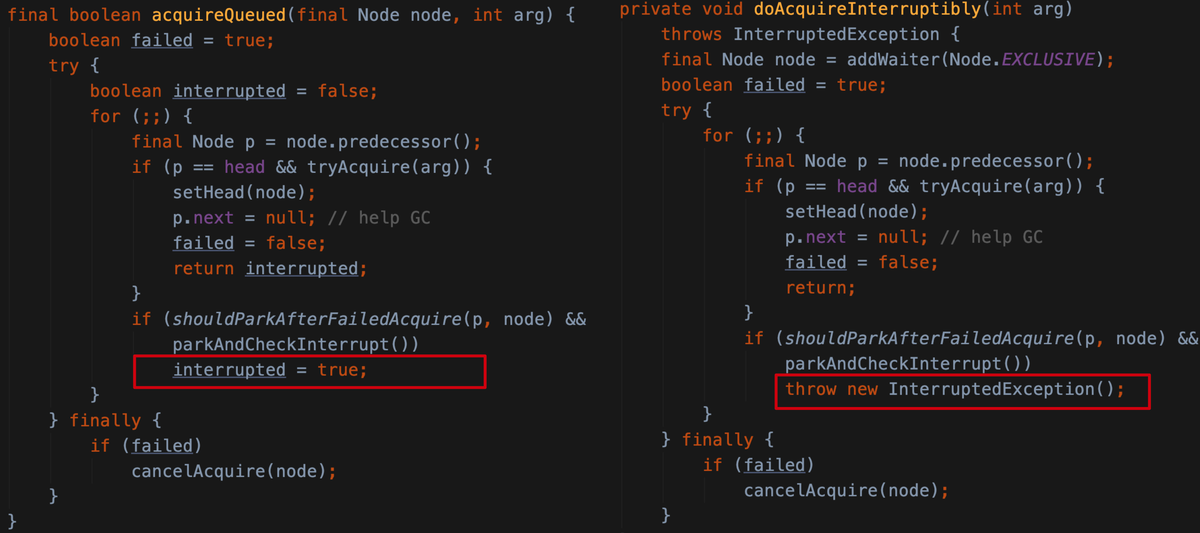 final boolean acquireQueued(final Node node, int arg) {
    boolean failed = true;
    try {
        boolean interrupted = false;
        for (;;) {
            final Node p = node.predecessor();
            if (p == head && tryAcquire(arg)) {
                setHead(node);
                p.next = null; // help GC
                failed = false;
                return interrupted;
            }
            if (shouldParkAfterFailedAcquire(p, node) &&
                parkAndCheckInterrupt())
                interrupted = true;
        }
    } finally {
        if (failed)
            cancelAcquire(node);
    }
}
private void doAcquireInterruptibly(int arg)
    throws InterruptedException {
    final Node node = addWaiter(Node.EXCLUSIVE);
    boolean failed = true;
    try {
        for (;;) {
            final Node p = node.predecessor();
            if (p == head && tryAcquire(arg)) {
                setHead(node);
                p.next = null; // help GC
                failed = false;
                return;
            }
            if (shouldParkAfterFailedAcquire(p, node) &&
                parkAndCheckInterrupt())
                throw new InterruptedException();
        }
    } finally {
        if (failed)
            cancelAcquire(node);
    }